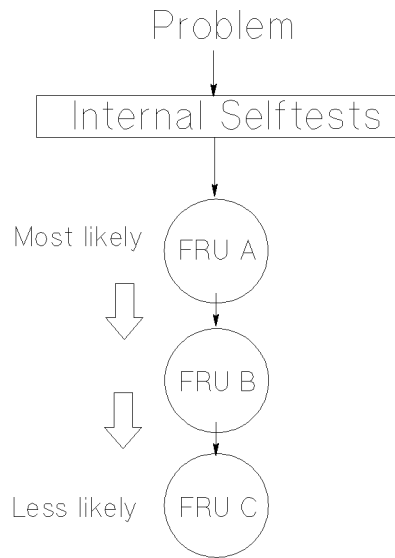 Problem
Internal Selftests
Most likely
FRU A
FRU B
Less likely
FRU C